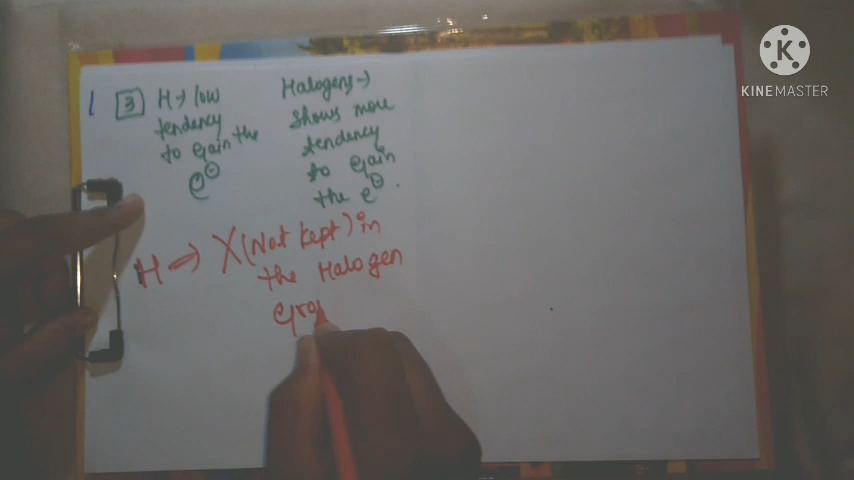 3 H → low
tendency
to gain the
e⊖
Halogens →
shows more
tendency
to gain
the e⊖.
H ⇒ X (Not kept) in
the Halogen
Gro
K
KINEMASTER